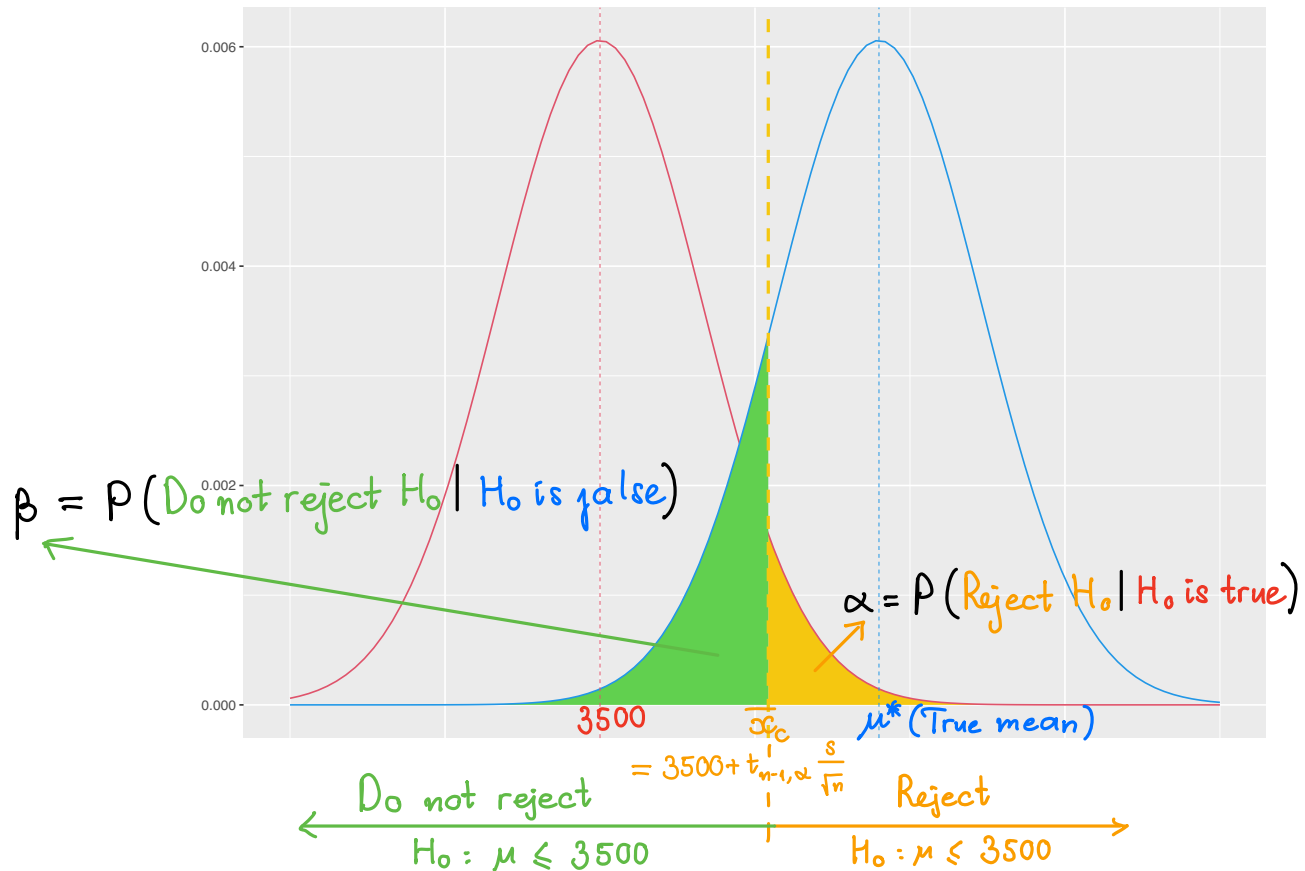 0.006
0.004
0.002
β = P(Do not reject H₀ | H₀ is false)
α = P(Reject H₀ | H₀ is true)
0.000
3500
x̄c
μ* (True mean)
= 3500 + tₙ₋₁,α s/√n
Do not reject
Reject
H₀ : μ ⩽ 3500
H₀ : μ ⩽ 3500